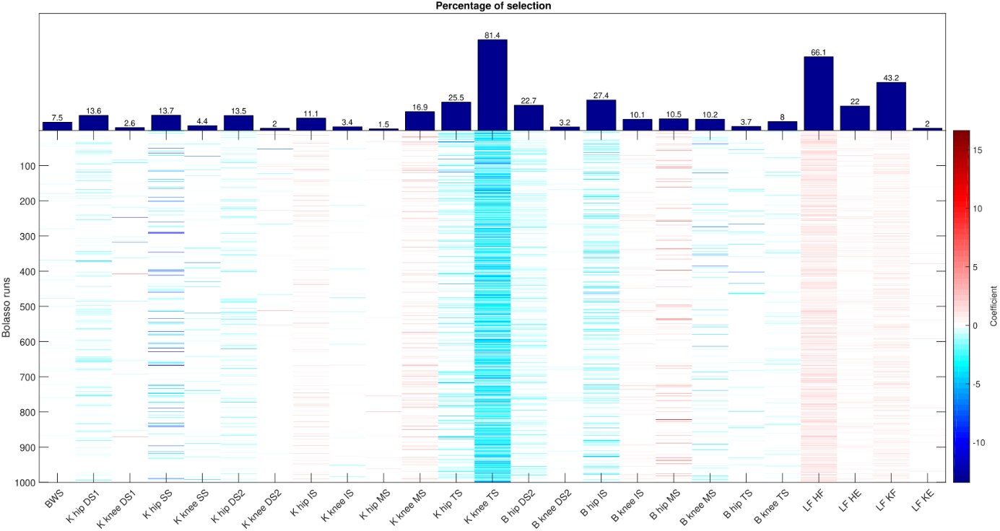 Percentage of selection
7.5
13.6
2.6
13.7
4.4
13.5
2
11.1
3.4
1.5
16.9
25.5
81.4
22.7
3.2
27.4
10.1
10.5
10.2
3.7
8
66.1
22
43.2
2
Bolasso runs
100
200
300
400
500
600
700
800
900
1000
BWS
K hip DS1
K knee DS1
K hip SS
K knee SS
K hip DS2
K knee DS2
K hip IS
K knee IS
K hip MS
K knee MS
K hip TS
K knee TS
B hip DS2
B knee DS2
B hip IS
B knee IS
B hip MS
B knee MS
B hip TS
B knee TS
LF HF
LF HE
LF KF
LF KE
15
10
5
0
-5
-10
Coefficient